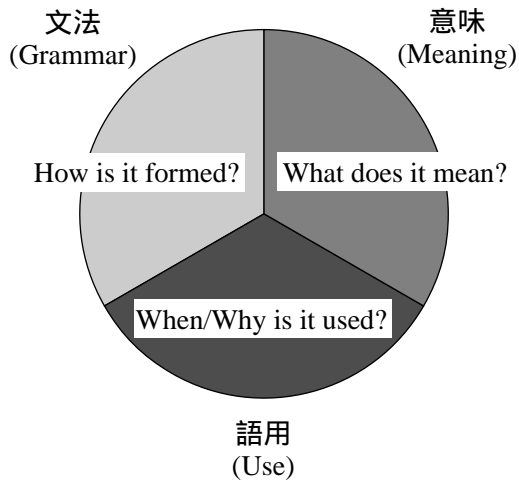 文法
(Grammar)
意味
(Meaning)
How is it formed?
What does it mean?
When/Why is it used?
語用
(Use)